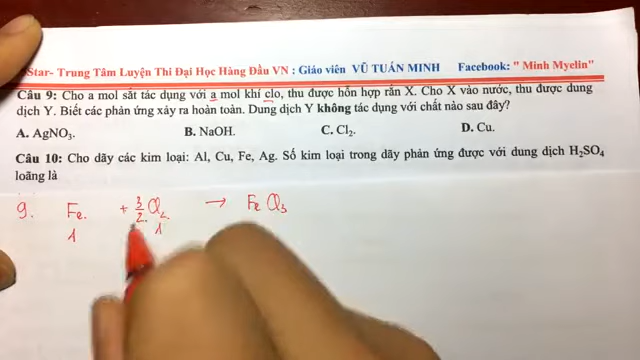 Star- Trung Tâm Luyện Thi Đại Học Hàng Đầu VN : Giáo viên VŨ TUẤN MINH Facebook: " Minh Myelin"
Câu 9: Cho a mol sắt tác dụng với a mol khí clo, thu được hỗn hợp rắn X. Cho X vào nước, thu được dung
dịch Y. Biết các phản ứng xảy ra hoàn toàn. Dung dịch Y không tác dụng với chất nào sau đây?
A. AgNO₃. B. NaOH. C. Cl₂. D. Cu.
Câu 10: Cho dãy các kim loại: Al, Cu, Fe, Ag. Số kim loại trong dãy phản ứng được với dung dịch H₂SO₄
loãng là
9. Fe. + 3/2. Cl₂ → FeCl₃
1 1